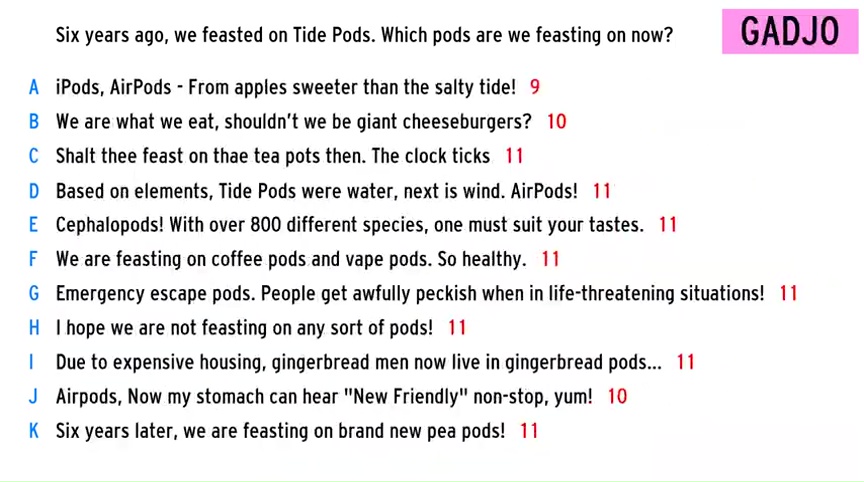 Six years ago, we feasted on Tide Pods. Which pods are we feasting on now?
GADJO
A iPods, AirPods - From apples sweeter than the salty tide! 9
B We are what we eat, shouldn't we be giant cheeseburgers? 10
C Shalt thee feast on thae tea pots then. The clock ticks 11
D Based on elements, Tide Pods were water, next is wind. AirPods! 11
E Cephalopods! With over 800 different species, one must suit your tastes. 11
F We are feasting on coffee pods and vape pods. So healthy. 11
G Emergency escape pods. People get awfully peckish when in life-threatening situations! 11
H I hope we are not feasting on any sort of pods! 11
I Due to expensive housing, gingerbread men now live in gingerbread pods... 11
J Airpods, Now my stomach can hear "New Friendly" non-stop, yum! 10
K Six years later, we are feasting on brand new pea pods! 11